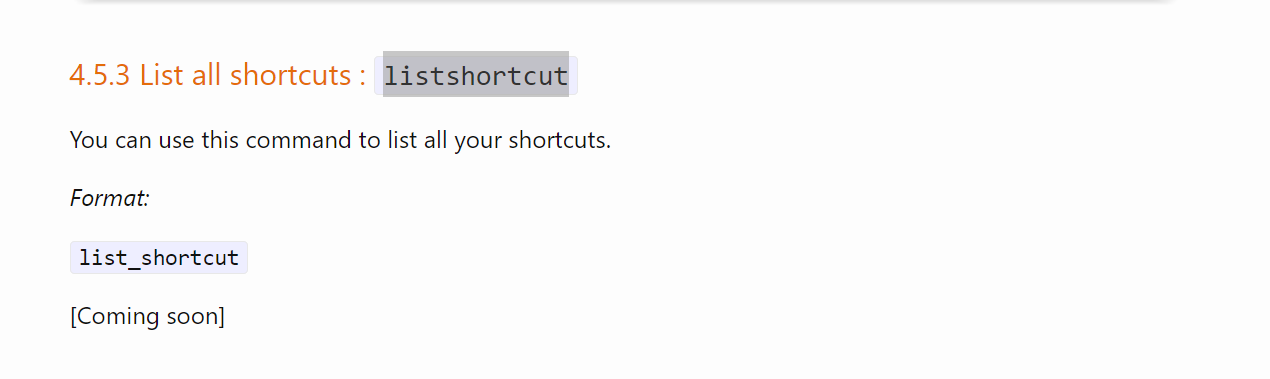 4.5.3 List all shortcuts : listshortcut
You can use this command to list all your shortcuts.
Format:
list_shortcut
[Coming soon]